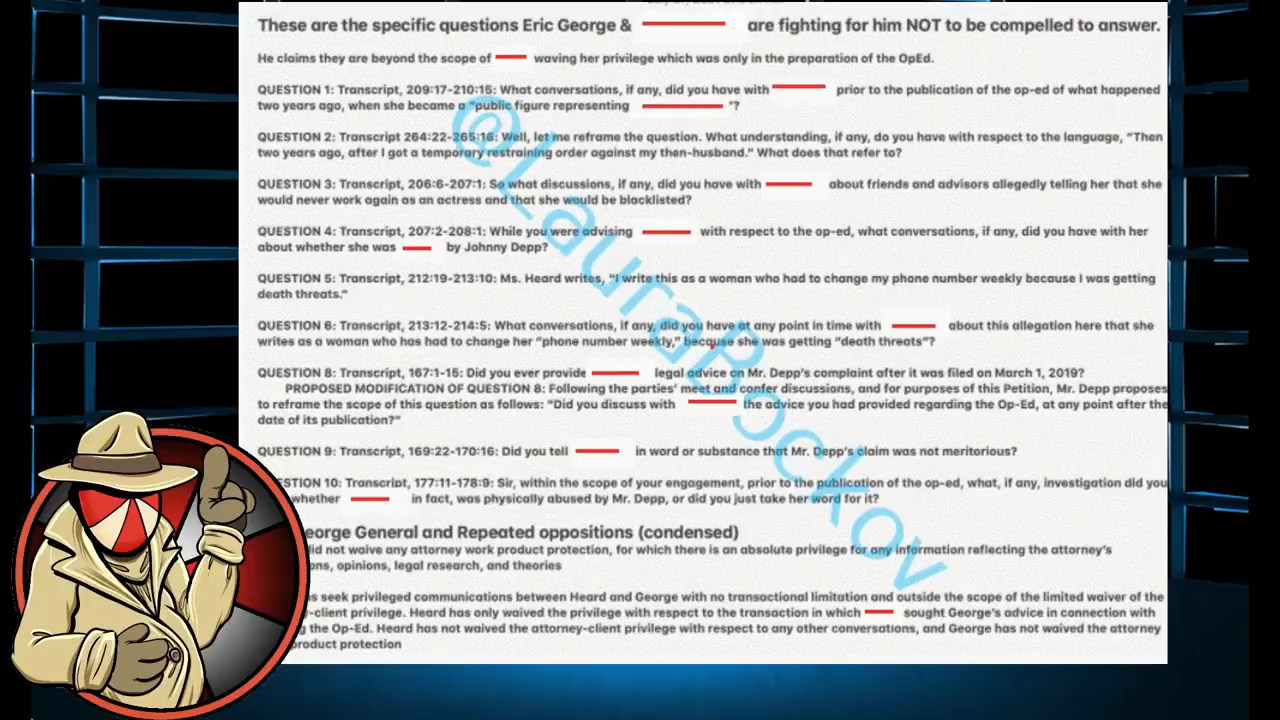 These are the specific questions Eric George & are fighting for him NOT to be compelled to answer.
He claims they are beyond the scope of waving her privilege which was only in the preparation of the OpEd.
QUESTION 1: Transcript, 209:17-210:15: What conversations, if any, did you have with prior to the publication of the op-ed of what happened
two years ago, when she became a "public figure representing "?
QUESTION 2: Transcript 264:22-265:16: Well, let me reframe the question. What understanding, if any, do you have with respect to the language, "Then
two years ago, after I got a temporary restraining order against my then-husband." What does that refer to?
QUESTION 3: Transcript, 206:6-207:1: So what discussions, if any, did you have with about friends and advisors allegedly telling her that she
would never work again as an actress and that she would be blacklisted?
QUESTION 4: Transcript, 207:2-208:1: While you were advising with respect to the op-ed, what conversations, if any, did you have with her
about whether she was by Johnny Depp?
QUESTION 5: Transcript, 212:19-213:10: Ms. Heard writes, "I write this as a woman who had to change my phone number weekly because I was getting
death threats."
QUESTION 6: Transcript, 213:12-214:5: What conversations, if any, did you have at any point in time with about this allegation here that she
writes as a woman who has had to change her "phone number weekly," because she was getting "death threats"?
QUESTION 8: Transcript, 167:1-15: Did you ever provide legal advice on Mr. Depp's complaint after it was filed on March 1, 2019?
PROPOSED MODIFICATION OF QUESTION 8: Following the parties' meet and confer discussions, and for purposes of this Petition, Mr. Depp proposes
to reframe the scope of this question as follows: "Did you discuss with the advice you had provided regarding the Op-Ed, at any point after the
date of its publication?"
QUESTION 9: Transcript, 169:22-170:16: Did you tell in word or substance that Mr. Depp's claim was not meritorious?
ESTION 10: Transcript, 177:11-178:9: Sir, within the scope of your engagement, prior to the publication of the op-ed, what, if any, investigation did you
whether in fact, was physically abused by Mr. Depp, or did you just take her word for it?
eorge General and Repeated oppositions (condensed)
did not waive any attorney work product protection, for which there is an absolute privilege for any information reflecting the attorney's
ons, opinions, legal research, and theories
s seek privileged communications between Heard and George with no transactional limitation and outside the scope of the limited waiver of the
-client privilege. Heard has only waived the privilege with respect to the transaction in which sought George's advice in connection with
g the Op-Ed. Heard has not waived the attorney-client privilege with respect to any other conversations, and George has not waived the attorney
product protection
@LauraBockov